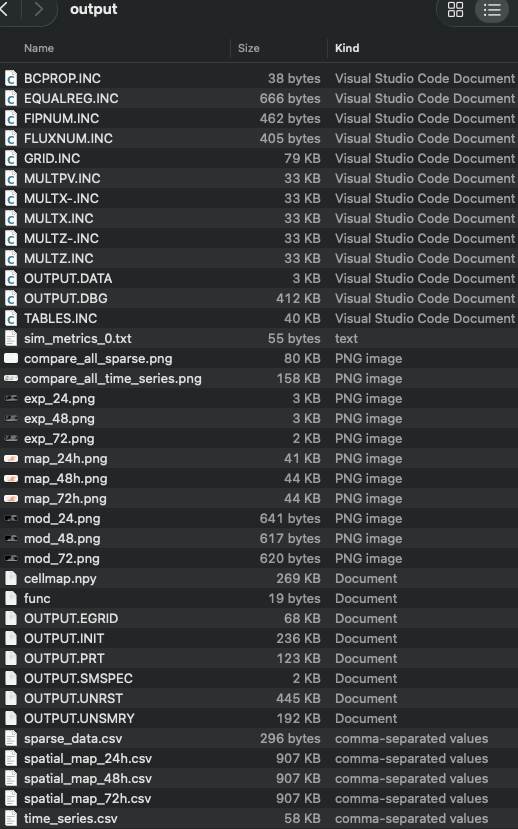 output
Name Size Kind
BCPROP.INC 38 bytes Visual Studio Code Document
EQUALREG.INC 666 bytes Visual Studio Code Document
FIPNUM.INC 462 bytes Visual Studio Code Document
FLUXNUM.INC 405 bytes Visual Studio Code Document
GRID.INC 79 KB Visual Studio Code Document
MULTPV.INC 33 KB Visual Studio Code Document
MULTX-.INC 33 KB Visual Studio Code Document
MULTX.INC 33 KB Visual Studio Code Document
MULTZ-.INC 33 KB Visual Studio Code Document
MULTZ.INC 33 KB Visual Studio Code Document
OUTPUT.DATA 3 KB Visual Studio Code Document
OUTPUT.DBG 412 KB Visual Studio Code Document
TABLES.INC 40 KB Visual Studio Code Document
sim_metrics_0.txt 55 bytes text
compare_all_sparse.png 80 KB PNG image
compare_all_time_series.png 158 KB PNG image
exp_24.png 3 KB PNG image
exp_48.png 3 KB PNG image
exp_72.png 2 KB PNG image
map_24h.png 41 KB PNG image
map_48h.png 44 KB PNG image
map_72h.png 44 KB PNG image
mod_24.png 641 bytes PNG image
mod_48.png 617 bytes PNG image
mod_72.png 620 bytes PNG image
cellmap.npy 269 KB Document
func 19 bytes Document
OUTPUT.EGRID 68 KB Document
OUTPUT.INIT 236 KB Document
OUTPUT.PRT 123 KB Document
OUTPUT.SMSPEC 2 KB Document
OUTPUT.UNRST 445 KB Document
OUTPUT.UNSMRY 192 KB Document
sparse_data.csv 296 bytes comma-separated values
spatial_map_24h.csv 907 KB comma-separated values
spatial_map_48h.csv 907 KB comma-separated values
spatial_map_72h.csv 907 KB comma-separated values
time_series.csv 58 KB comma-separated values